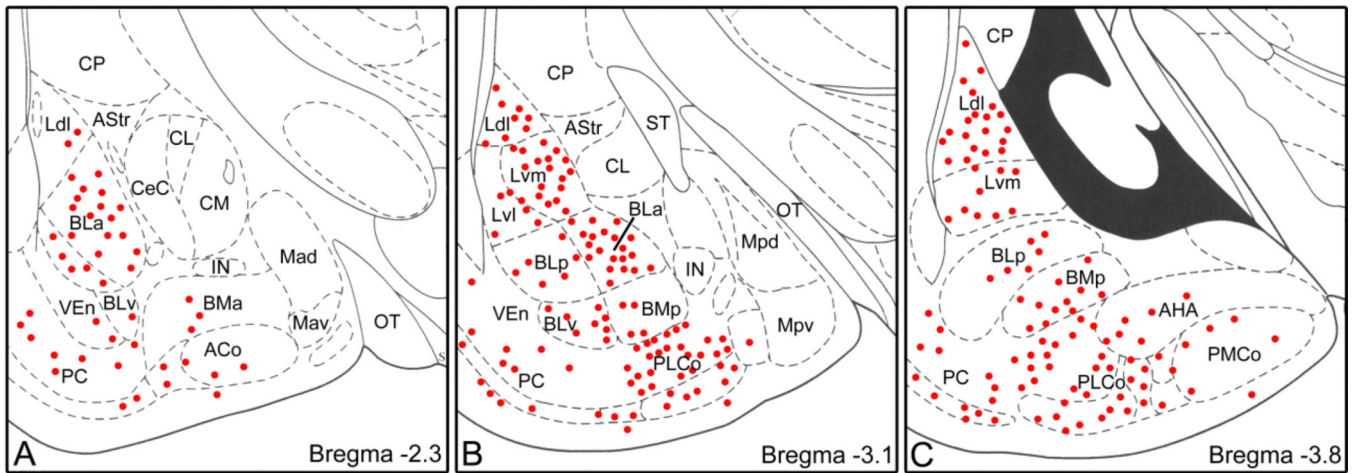 CP
Ldl
AStr
CL
CeC
CM
BLa
Mad
IN
VEn
BLv
BMa
Mav
OT
ACo
PC
A
Bregma -2.3
CP
Ldl
AStr
ST
CL
Lvm
Lvl
BLa
OT
Mpd
BLp
IN
VEn
BLv
BMp
Mpv
PLCo
PC
B
Bregma -3.1
CP
Ldl
Lvm
BLp
BMp
AHA
PMCo
PC
PLCo
C
Bregma -3.8